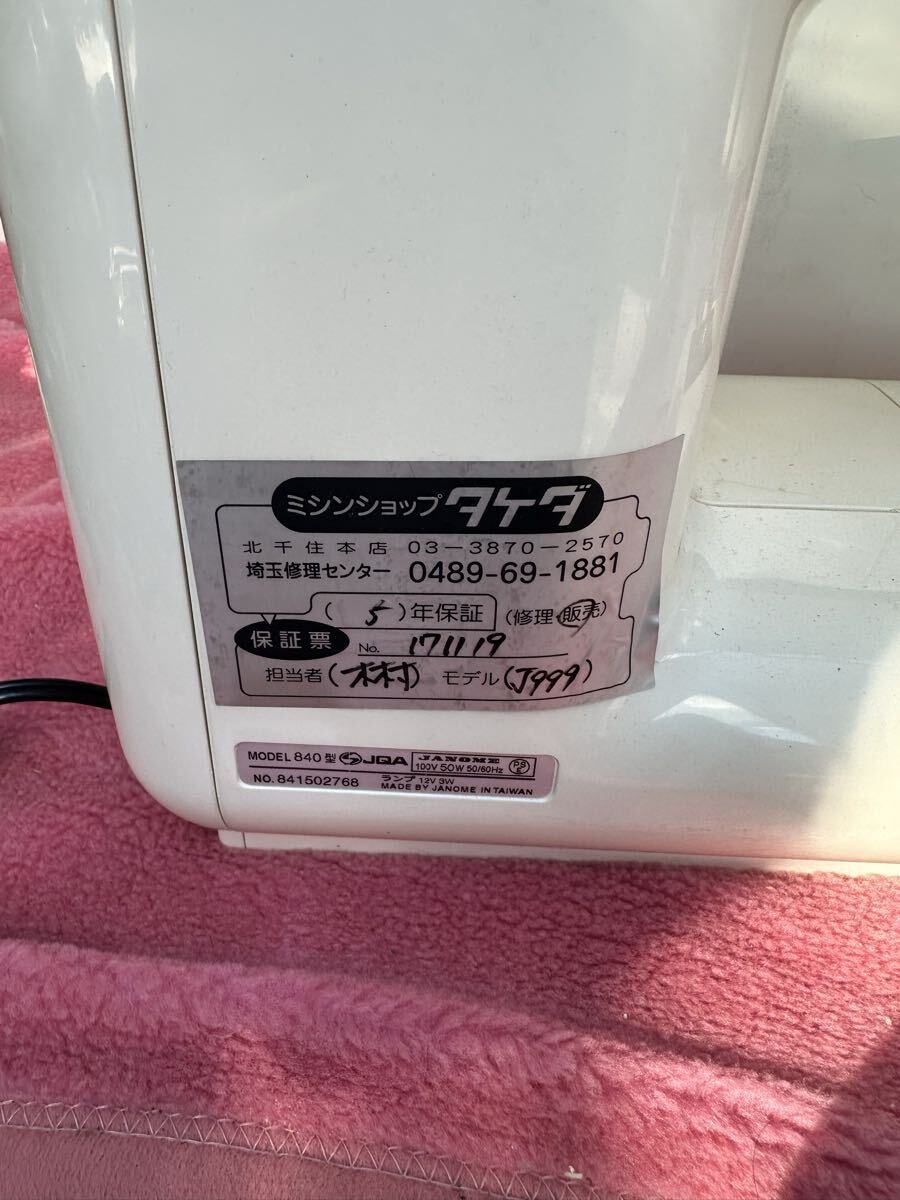 ミシンショップ タケダ
北千住本店 03-3870-2570
埼玉修理センター 0489-69-1881
(5)年保証 (修理・販売)
保証票 No. 171119
担当者(木村) モデル(J999)
MODEL 840型 JQA JANOME
100V 50W 50/60Hz PSE
NO. 841502768 ランプ 12V 3W
MADE BY JANOME IN TAIWAN